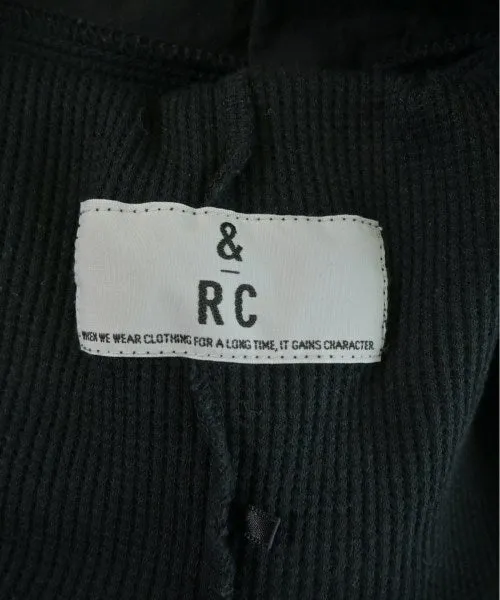 &
RC
WHEN WE WEAR CLOTHING FOR A LONG TIME, IT GAINS CHARACTER